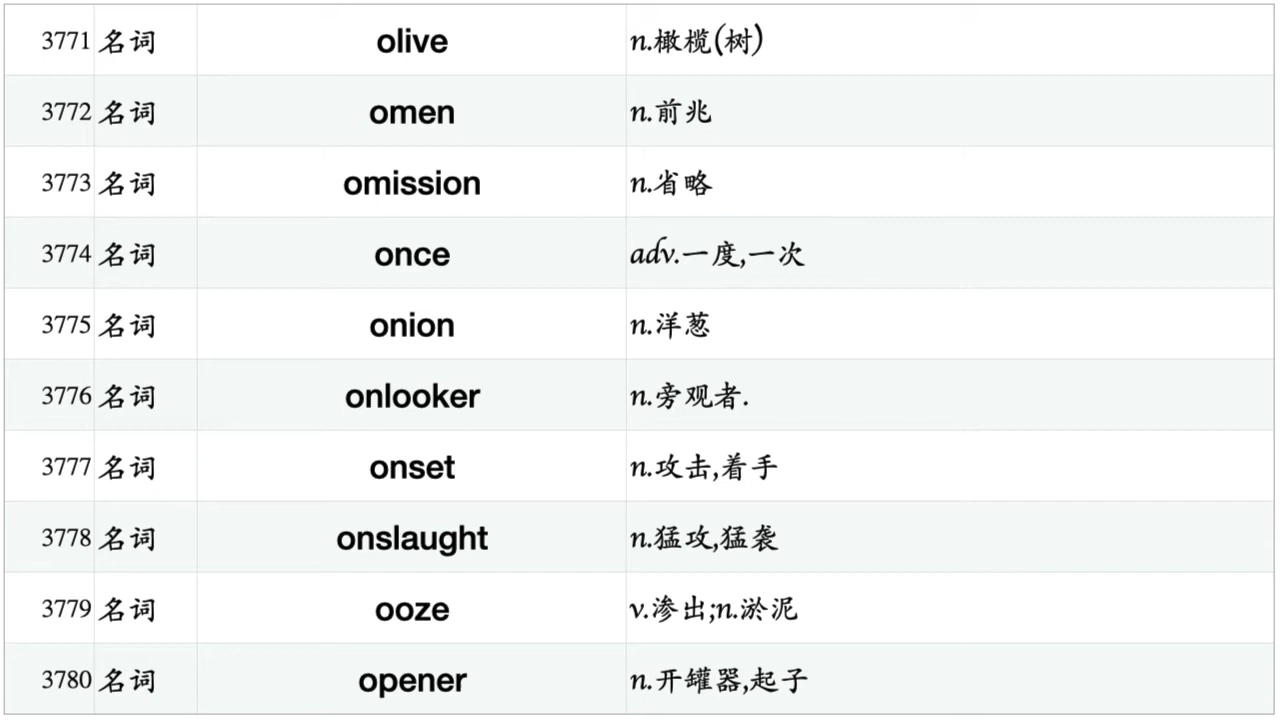 3771 名词 olive n.橄榄(树)
3772 名词 omen n.前兆
3773 名词 omission n.省略
3774 名词 once adv.一度,一次
3775 名词 onion n.洋葱
3776 名词 onlooker n.旁观者.
3777 名词 onset n.攻击,着手
3778 名词 onslaught n.猛攻,猛袭
3779 名词 ooze v.渗出;n.淤泥
3780 名词 opener n.开罐器,起子